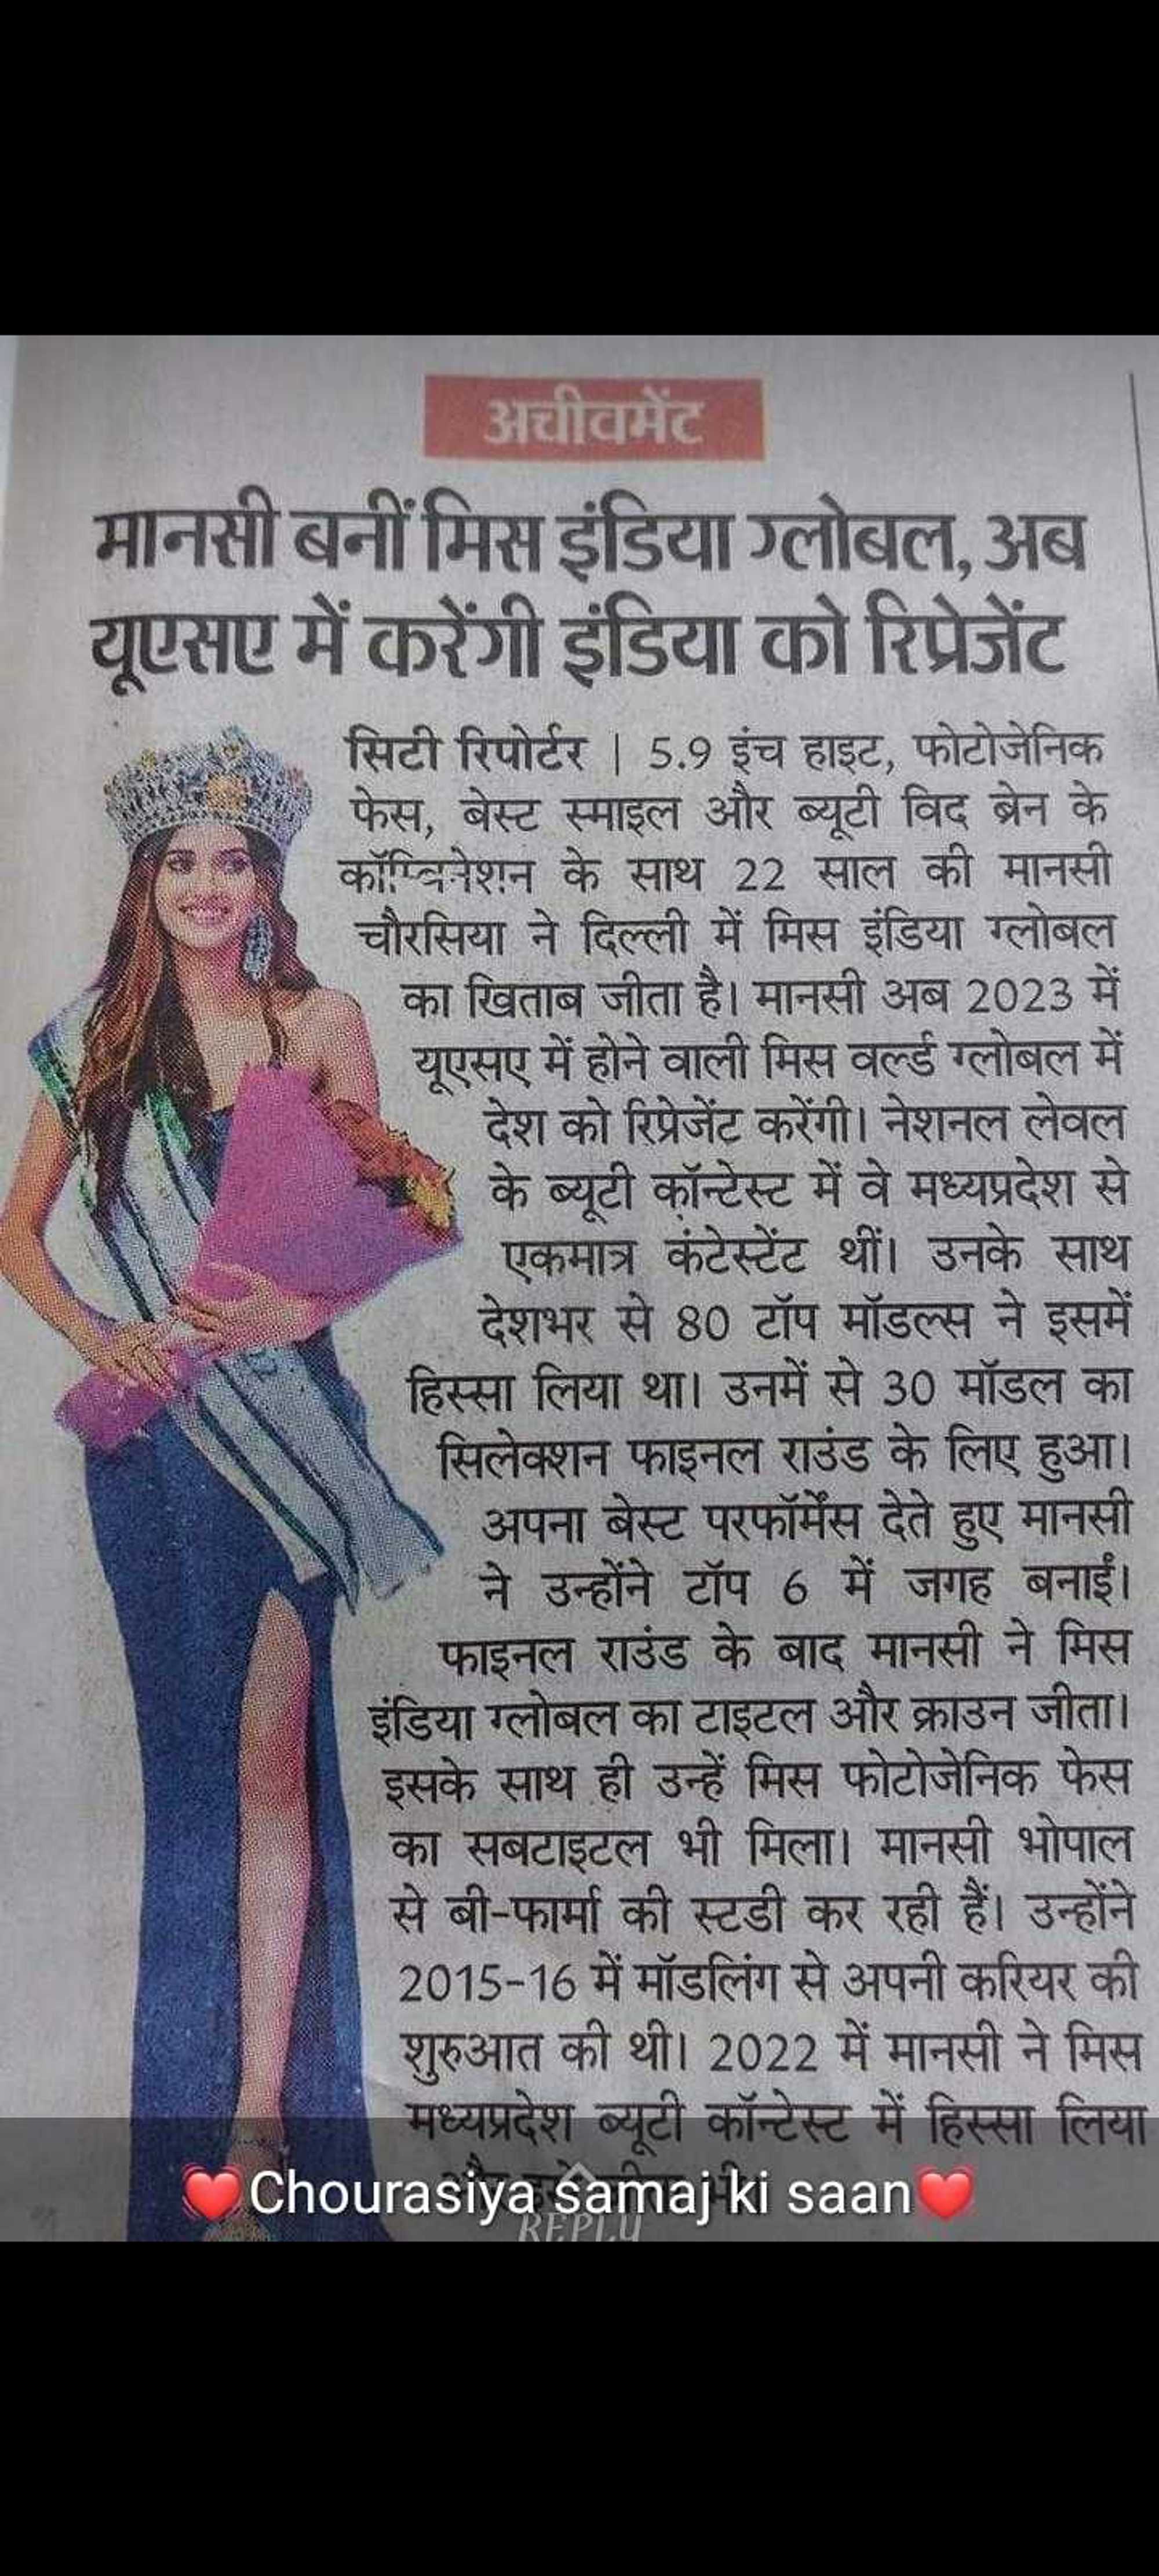 अचीवमेंट
मानसी बनीं मिस इंडिया ग्लोबल, अब
यूएसए में करेंगी इंडिया को रिप्रेजेंट
सिटी रिपोर्टर | 5.9 इंच हाइट, फोटोजेनिक
फेस, बेस्ट स्माइल और ब्यूटी विद ब्रेन के
कॉम्बिनेशन के साथ 22 साल की मानसी
चौरसिया ने दिल्ली में मिस इंडिया ग्लोबल
का खिताब जीता है। मानसी अब 2023 में
यूएसए में होने वाली मिस वर्ल्ड ग्लोबल में
देश को रिप्रेजेंट करेंगी। नेशनल लेवल
के ब्यूटी कॉन्टेस्ट में वे मध्यप्रदेश से
एकमात्र कंटेस्टेंट थीं। उनके साथ
देशभर से 80 टॉप मॉडल्स ने इसमें
हिस्सा लिया था। उनमें से 30 मॉडल का
सिलेक्शन फाइनल राउंड के लिए हुआ।
अपना बेस्ट परफॉर्मेंस देते हुए मानसी
ने उन्होंने टॉप 6 में जगह बनाई।
फाइनल राउंड के बाद मानसी ने मिस
इंडिया ग्लोबल का टाइटल और क्राउन जीता।
इसके साथ ही उन्हें मिस फोटोजेनिक फेस
का सबटाइटल भी मिला। मानसी भोपाल
से बी-फार्मा की स्टडी कर रही हैं। उन्होंने
2015-16 में मॉडलिंग से अपनी करियर की
शुरुआत की थी। 2022 में मानसी ने मिस
मध्यप्रदेश ब्यूटी कॉन्टेस्ट में हिस्सा लिया
❤️Chourasiya samaj ki saan❤️
REPLY